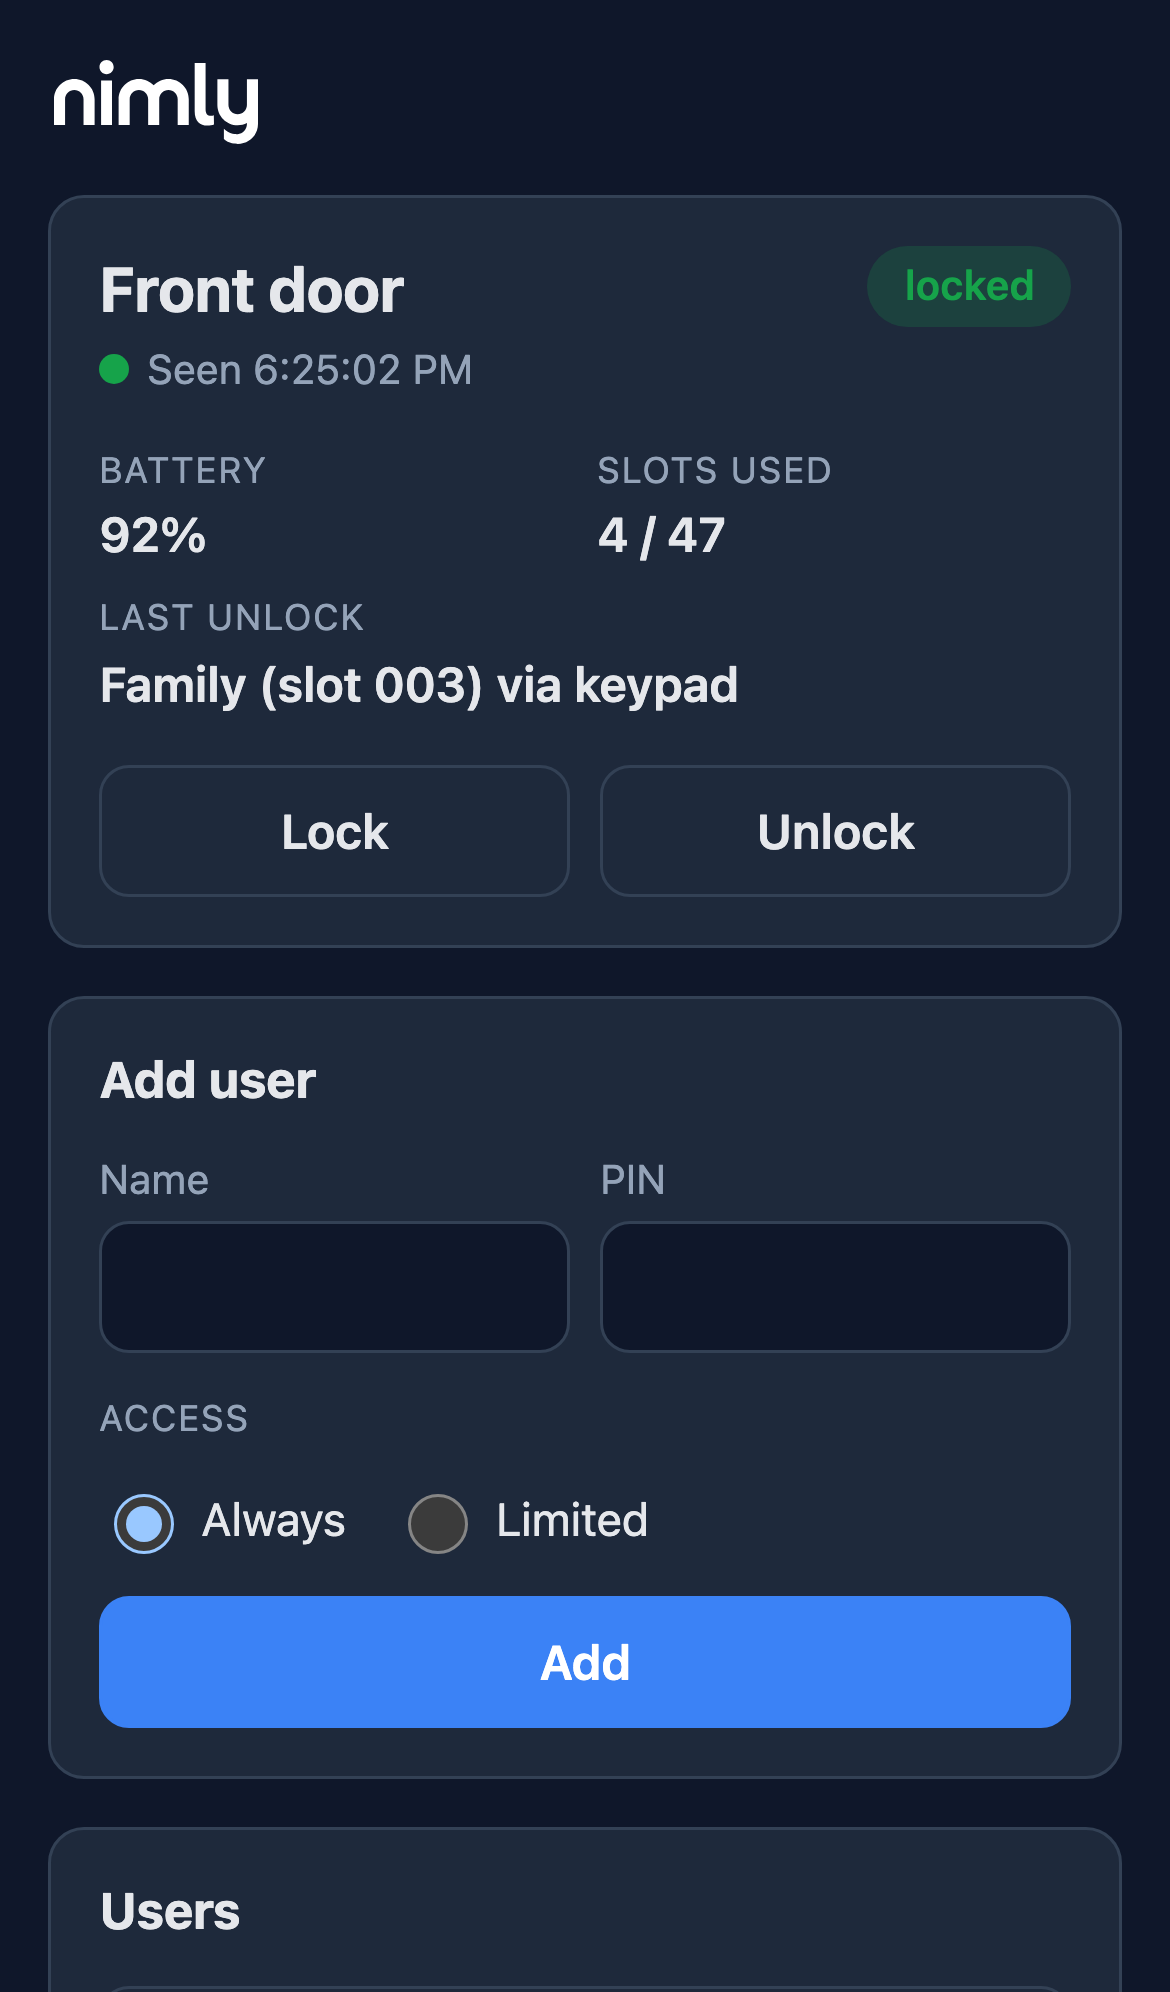 nimly
Front door
locked
Seen 6:25:02 PM
BATTERY
SLOTS USED
92%
4 / 47
LAST UNLOCK
Family (slot 003) via keypad
Lock
Unlock
Add user
Name
PIN
ACCESS
Always
Limited
Add
Users